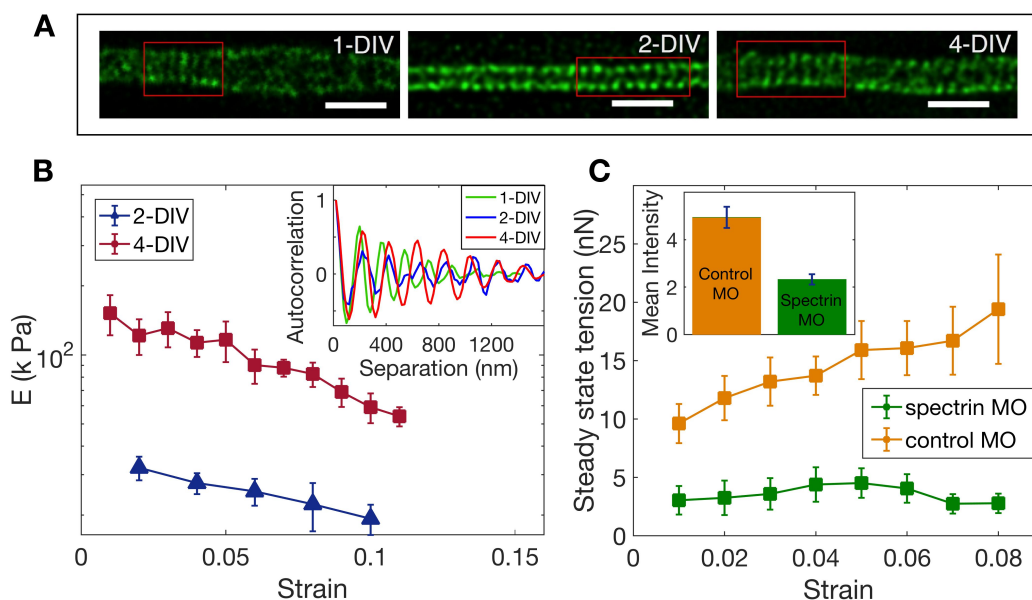 A
1-DIV
2-DIV
4-DIV
B
2-DIV
4-DIV
Autocorrelation
1
0
0
400
800
1200
Separation (nm)
1-DIV
2-DIV
4-DIV
E (k Pa)
10²
0
0.05
0.1
0.15
Strain
C
Steady state tension (nN)
25
20
15
10
5
0
Mean Intensity
4
2
0
Control
MO
Spectrin
MO
spectrin MO
control MO
0.02
0.04
0.06
0.08
Strain